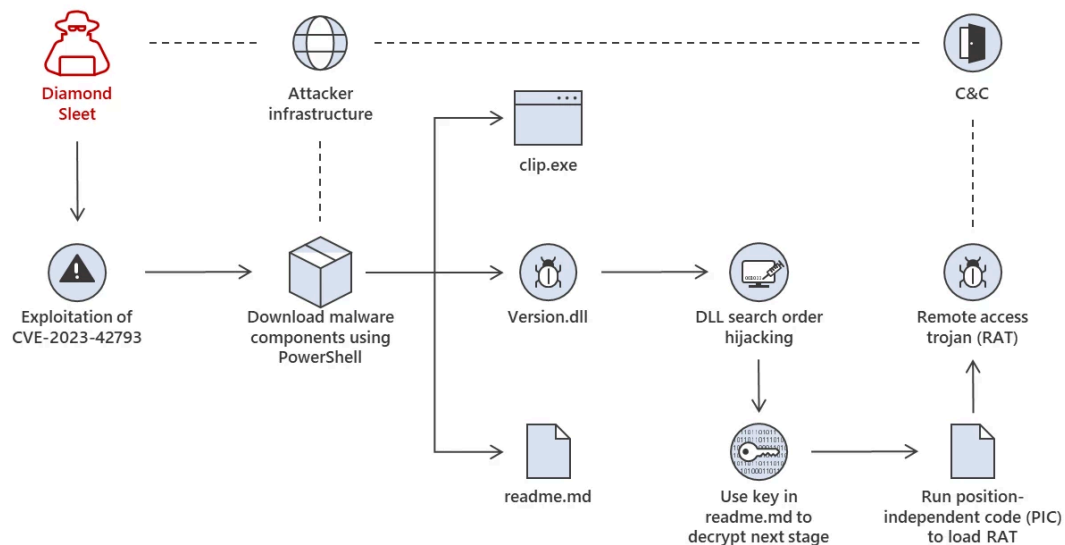 Diamond
Sleet
Attacker
infrastructure
C&C
clip.exe
Exploitation of
CVE-2023-42793
Download malware
components using
PowerShell
Version.dll
DLL search order
hijacking
Remote access
trojan (RAT)
readme.md
Use key in
readme.md to
decrypt next stage
Run position-
independent code (PIC)
to load RAT